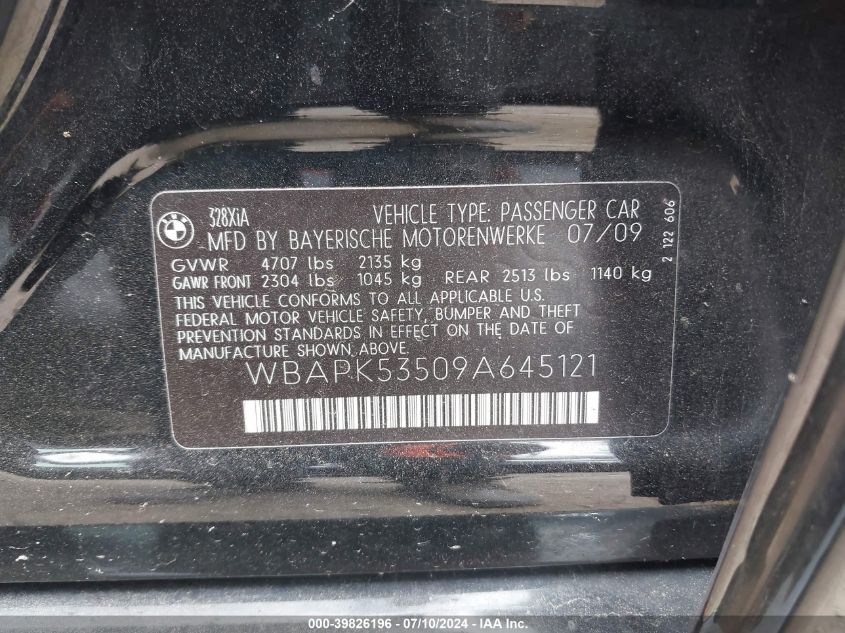 BMW
328XiA VEHICLE TYPE: PASSENGER CAR
MFD BY BAYERISCHE MOTORENWERKE 07/09
GVWR 4707 lbs 2135 kg
GAWR FRONT 2304 lbs 1045 kg REAR 2513 lbs 1140 kg
THIS VEHICLE CONFORMS TO ALL APPLICABLE U.S.
FEDERAL MOTOR VEHICLE SAFETY, BUMPER AND THEFT
PREVENTION STANDARDS IN EFFECT ON THE DATE OF
MANUFACTURE SHOWN ABOVE.
WBAPK53509A645121
2 122 606
000-39826196 - 07/10/2024 - IAA Inc.